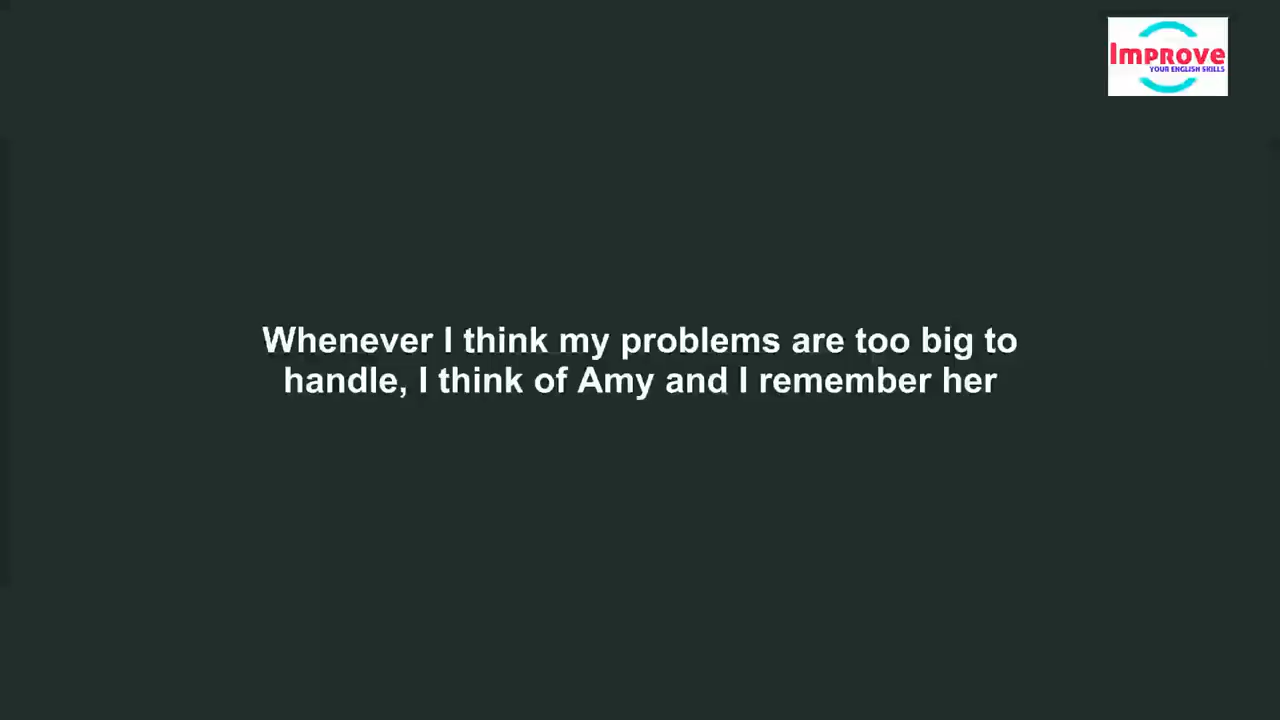 Improve
YOUR ENGLISH SKILLS
Whenever I think my problems are too big to
handle, I think of Amy and I remember her